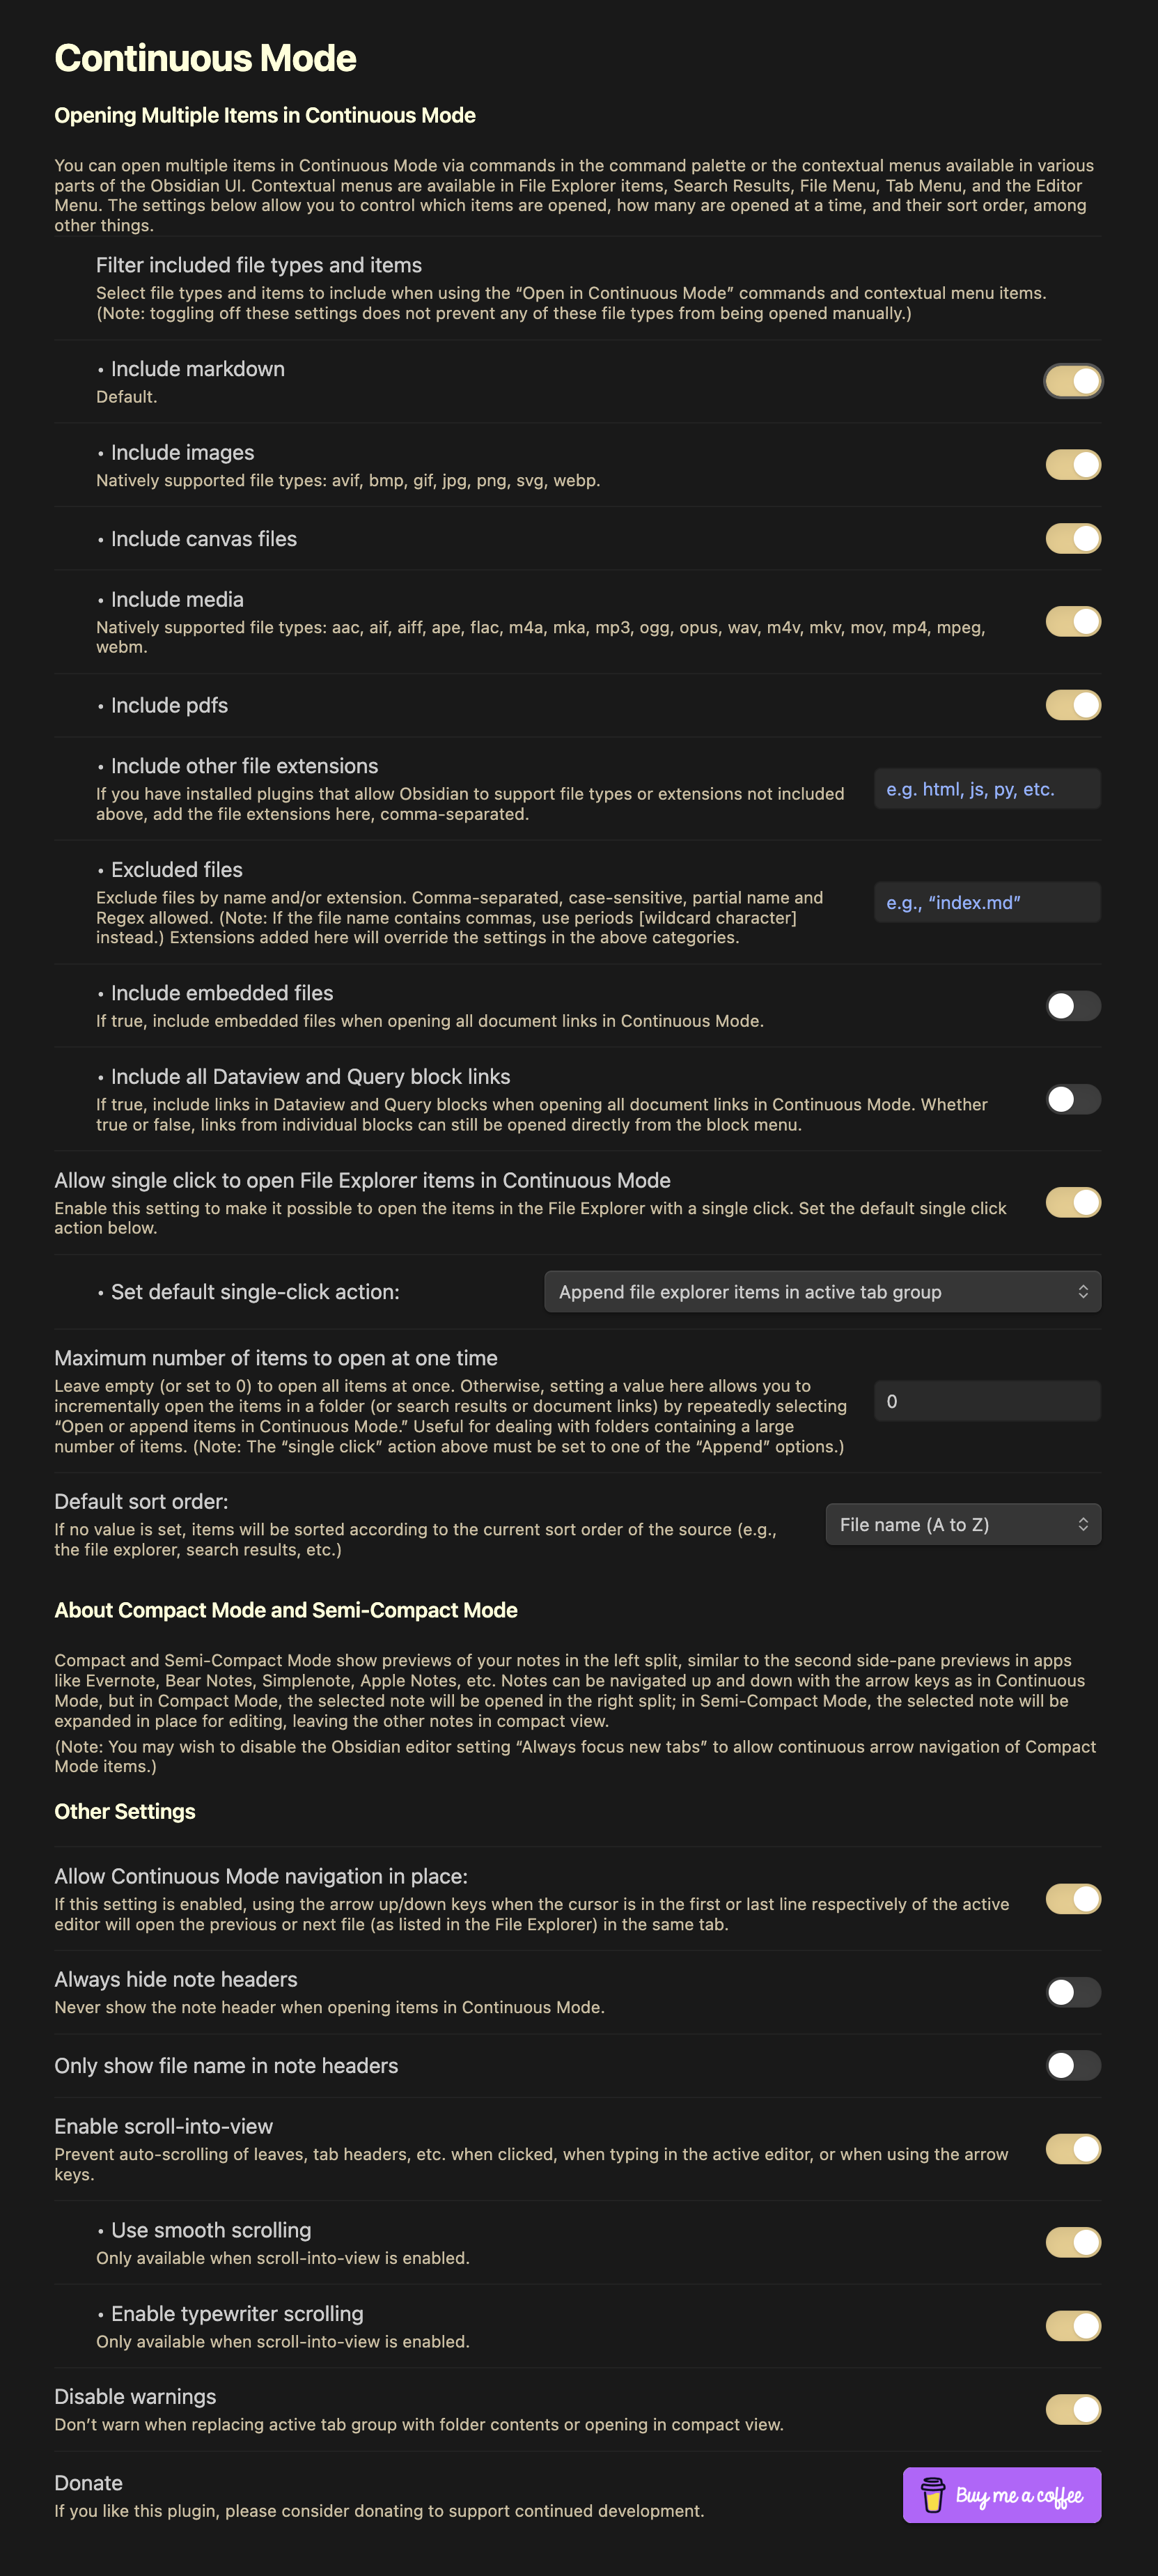 Continuous Mode
Opening Multiple Items in Continuous Mode
You can open multiple items in Continuous Mode via commands in the command palette or the contextual menus available in various
parts of the Obsidian UI. Contextual menus are available in File Explorer items, Search Results, File Menu, Tab Menu, and the Editor
Menu. The settings below allow you to control which items are opened, how many are opened at a time, and their sort order, among
other things.
Filter included file types and items
Select file types and items to include when using the “Open in Continuous Mode” commands and contextual menu items.
(Note: toggling off these settings does not prevent any of these file types from being opened manually.)
• Include markdown
Default.
• Include images
Natively supported file types: avif, bmp, gif, jpg, png, svg, webp.
• Include canvas files
• Include media
Natively supported file types: aac, aif, aiff, ape, flac, m4a, mka, mp3, ogg, opus, wav, m4v, mkv, mov, mp4, mpeg,
webm.
• Include pdfs
• Include other file extensions
If you have installed plugins that allow Obsidian to support file types or extensions not included
above, add the file extensions here, comma-separated.
e.g. html, js, py, etc.
• Excluded files
Exclude files by name and/or extension. Comma-separated, case-sensitive, partial name and
Regex allowed. (Note: If the file name contains commas, use periods [wildcard character]
instead.) Extensions added here will override the settings in the above categories.
e.g., “index.md”
• Include embedded files
If true, include embedded files when opening all document links in Continuous Mode.
• Include all Dataview and Query block links
If true, include links in Dataview and Query blocks when opening all document links in Continuous Mode. Whether
true or false, links from individual blocks can still be opened directly from the block menu.
Allow single click to open File Explorer items in Continuous Mode
Enable this setting to make it possible to open the items in the File Explorer with a single click. Set the default single click
action below.
• Set default single-click action:
Append file explorer items in active tab group
Maximum number of items to open at one time
Leave empty (or set to 0) to open all items at once. Otherwise, setting a value here allows you to
incrementally open the items in a folder (or search results or document links) by repeatedly selecting
“Open or append items in Continuous Mode.” Useful for dealing with folders containing a large
number of items. (Note: The “single click” action above must be set to one of the “Append” options.)
0
Default sort order:
If no value is set, items will be sorted according to the current sort order of the source (e.g.,
the file explorer, search results, etc.)
File name (A to Z)
About Compact Mode and Semi-Compact Mode
Compact and Semi-Compact Mode show previews of your notes in the left split, similar to the second side-pane previews in apps
like Evernote, Bear Notes, Simplenote, Apple Notes, etc. Notes can be navigated up and down with the arrow keys as in Continuous
Mode, but in Compact Mode, the selected note will be opened in the right split; in Semi-Compact Mode, the selected note will be
expanded in place for editing, leaving the other notes in compact view.
(Note: You may wish to disable the Obsidian editor setting “Always focus new tabs” to allow continuous arrow navigation of Compact
Mode items.)
Other Settings
Allow Continuous Mode navigation in place:
If this setting is enabled, using the arrow up/down keys when the cursor is in the first or last line respectively of the active
editor will open the previous or next file (as listed in the File Explorer) in the same tab.
Always hide note headers
Never show the note header when opening items in Continuous Mode.
Only show file name in note headers
Enable scroll-into-view
Prevent auto-scrolling of leaves, tab headers, etc. when clicked, when typing in the active editor, or when using the arrow
keys.
• Use smooth scrolling
Only available when scroll-into-view is enabled.
• Enable typewriter scrolling
Only available when scroll-into-view is enabled.
Disable warnings
Don’t warn when replacing active tab group with folder contents or opening in compact view.
Donate
If you like this plugin, please consider donating to support continued development.
Buy me a coffee